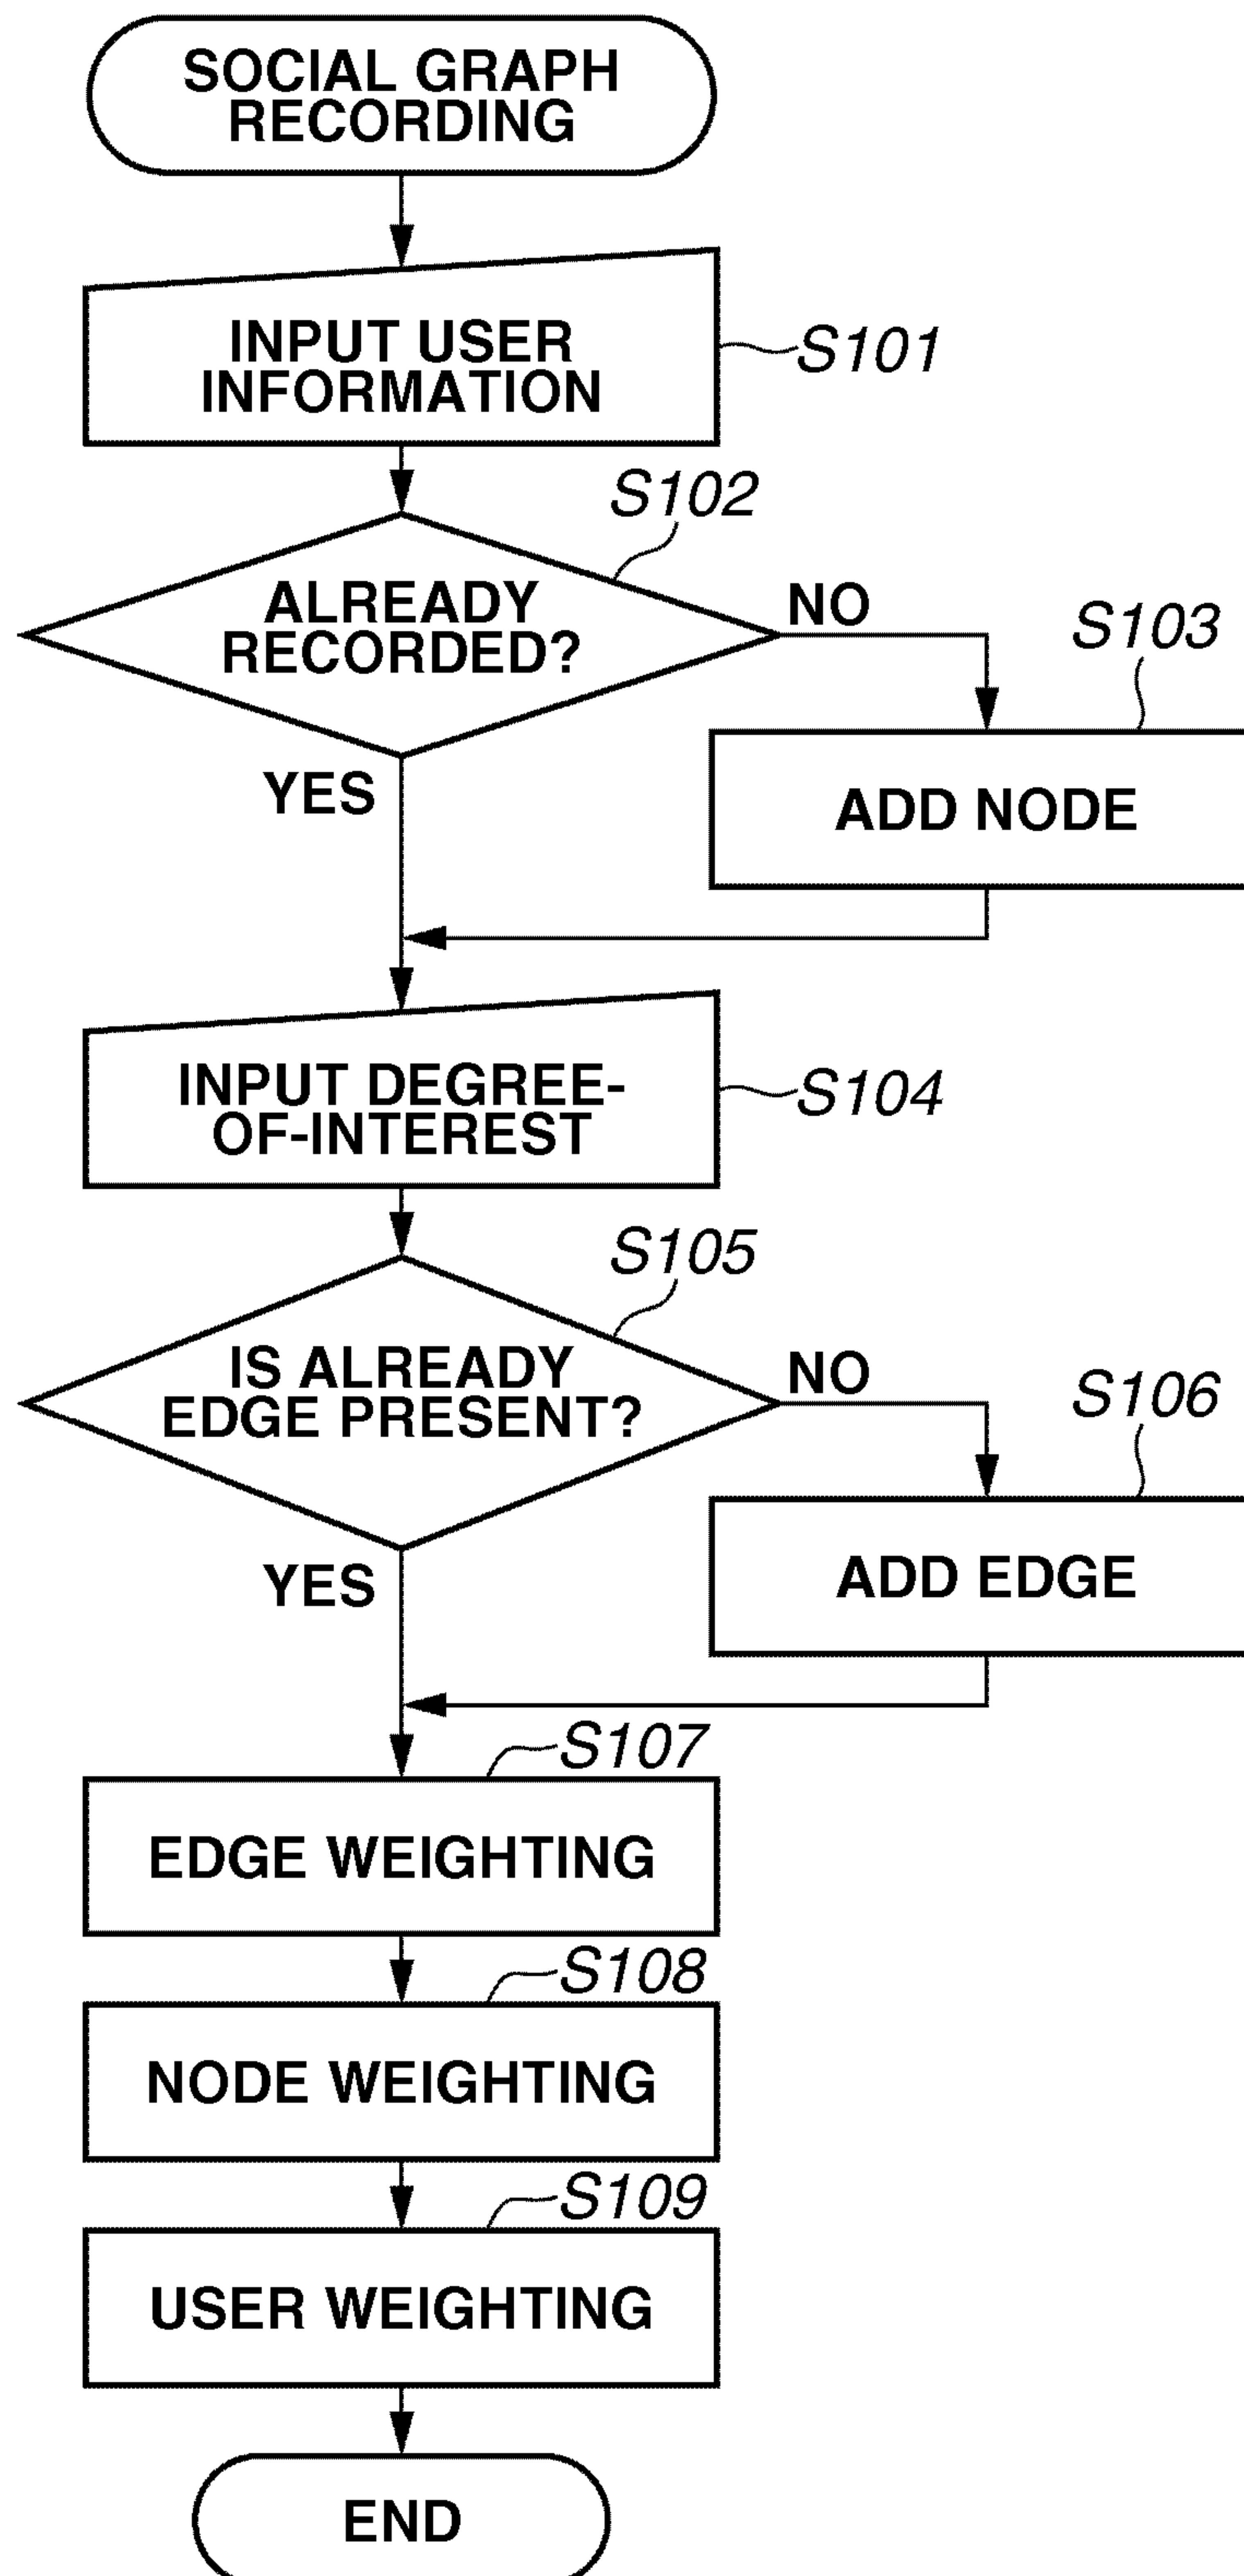 SOCIAL GRAPH
RECORDING
INPUT USER
INFORMATION
S101
S102
ALREADY
RECORDED?
NO
S103
YES
ADD NODE
INPUT DEGREE-
OF-INTEREST
S104
S105
IS ALREADY
EDGE PRESENT?
NO
S106
YES
ADD EDGE
S107
EDGE WEIGHTING
S108
NODE WEIGHTING
S109
USER WEIGHTING
END